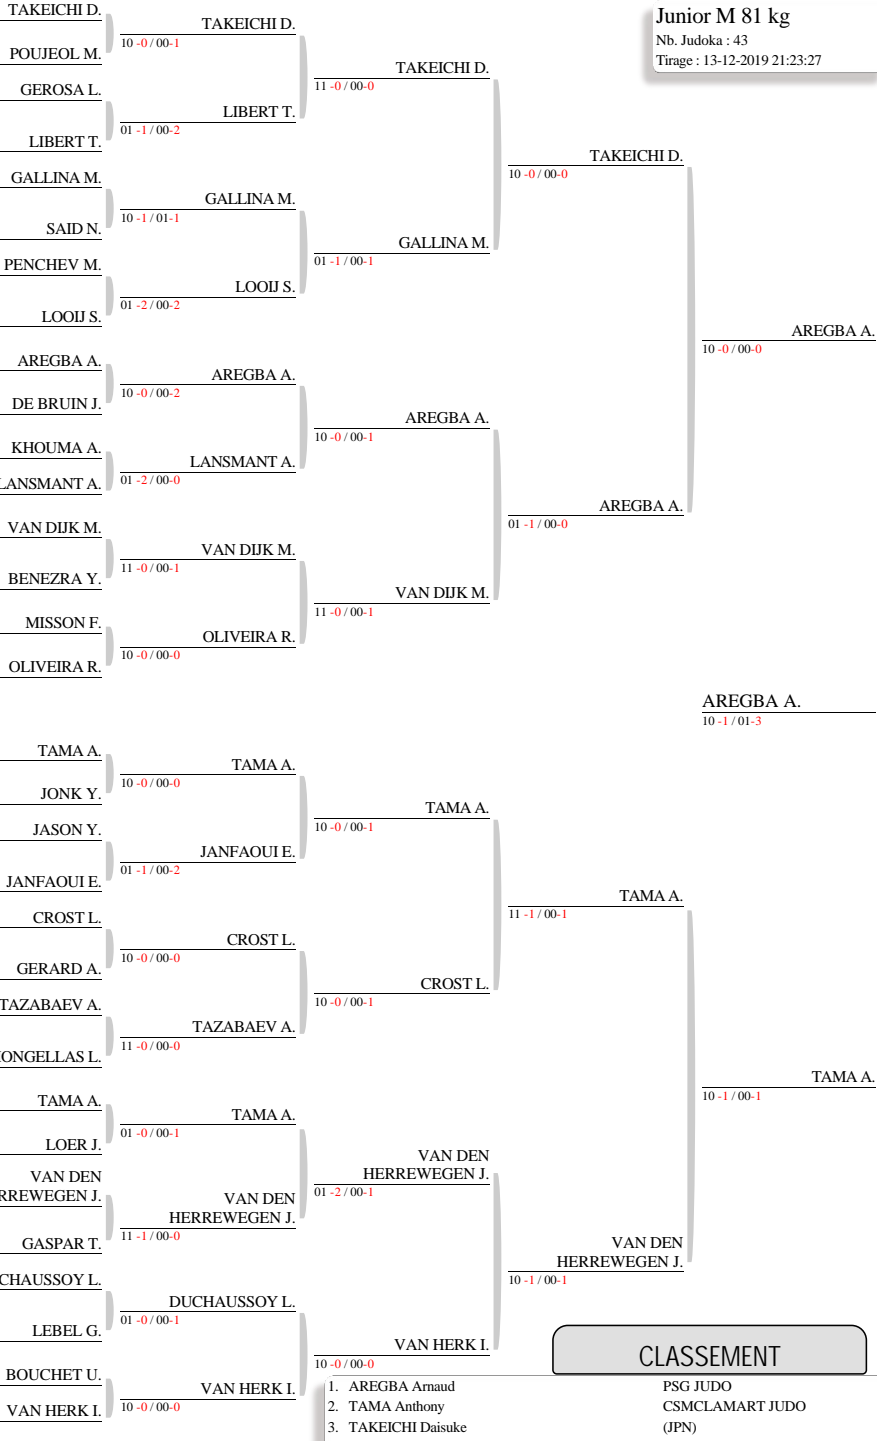 Junior M 81 kg
Nb. Judoka : 43
Tirage : 13-12-2019 21:23:27
TAKEICHI D.
POUJEOL M.
GEROSA L.
LIBERT T.
GALLINA M.
SAID N.
PENCHEV M.
LOOIJ S.
AREGBA A.
DE BRUIN J.
KHOUMA A.
LANSMANT A.
VAN DIJK M.
BENEZRA Y.
MISSON F.
OLIVEIRA R.
TAMA A.
JONK Y.
JASON Y.
JANFAOUI E.
CROST L.
GERARD A.
TAZABAEV A.
ONGELLAS L.
TAMA A.
LOER J.
VAN DEN
RREWEGEN J.
GASPAR T.
CHAUSSOY L.
LEBEL G.
BOUCHET U.
VAN HERK I.
TAKEICHI D.
10 -0 / 00-1
LIBERT T.
01 -1 / 00-2
GALLINA M.
10 -1 / 01-1
LOOIJ S.
01 -2 / 00-2
AREGBA A.
10 -0 / 00-2
LANSMANT A.
01 -2 / 00-0
VAN DIJK M.
11 -0 / 00-1
OLIVEIRA R.
10 -0 / 00-0
TAMA A.
10 -0 / 00-0
JANFAOUI E.
01 -1 / 00-2
CROST L.
10 -0 / 00-0
TAZABAEV A.
11 -0 / 00-0
TAMA A.
01 -0 / 00-1
VAN DEN
HERREWEGEN J.
11 -1 / 00-0
DUCHAUSSOY L.
01 -0 / 00-1
VAN HERK I.
10 -0 / 00-0
TAKEICHI D.
11 -0 / 00-0
GALLINA M.
01 -1 / 00-1
AREGBA A.
10 -0 / 00-1
VAN DIJK M.
11 -0 / 00-1
TAMA A.
10 -0 / 00-1
CROST L.
10 -0 / 00-1
VAN DEN
HERREWEGEN J.
01 -2 / 00-1
VAN HERK I.
10 -0 / 00-0
TAKEICHI D.
10 -0 / 00-0
AREGBA A.
01 -1 / 00-0
TAMA A.
11 -1 / 00-1
VAN DEN
HERREWEGEN J.
10 -1 / 00-1
AREGBA A.
10 -0 / 00-0
TAMA A.
10 -1 / 00-1
AREGBA A.
10 -1 / 01-3
CLASSEMENT
1. AREGBA Arnaud PSG JUDO
2. TAMA Anthony CSMCLAMART JUDO
3. TAKEICHI Daisuke (JPN)